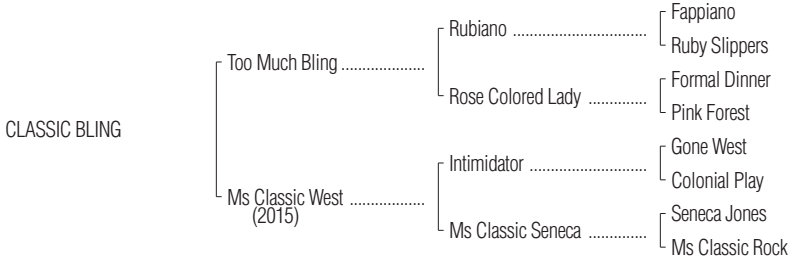 Fappiano
Rubiano ...............................
Ruby Slippers
Too Much Bling ....................
Formal Dinner
Rose Colored Lady ..............
Pink Forest
CLASSIC BLING
Gone West
Intimidator ............................
Colonial Play
Ms Classic West ..................
(2015)
Seneca Jones
Ms Classic Seneca ..............
Ms Classic Rock